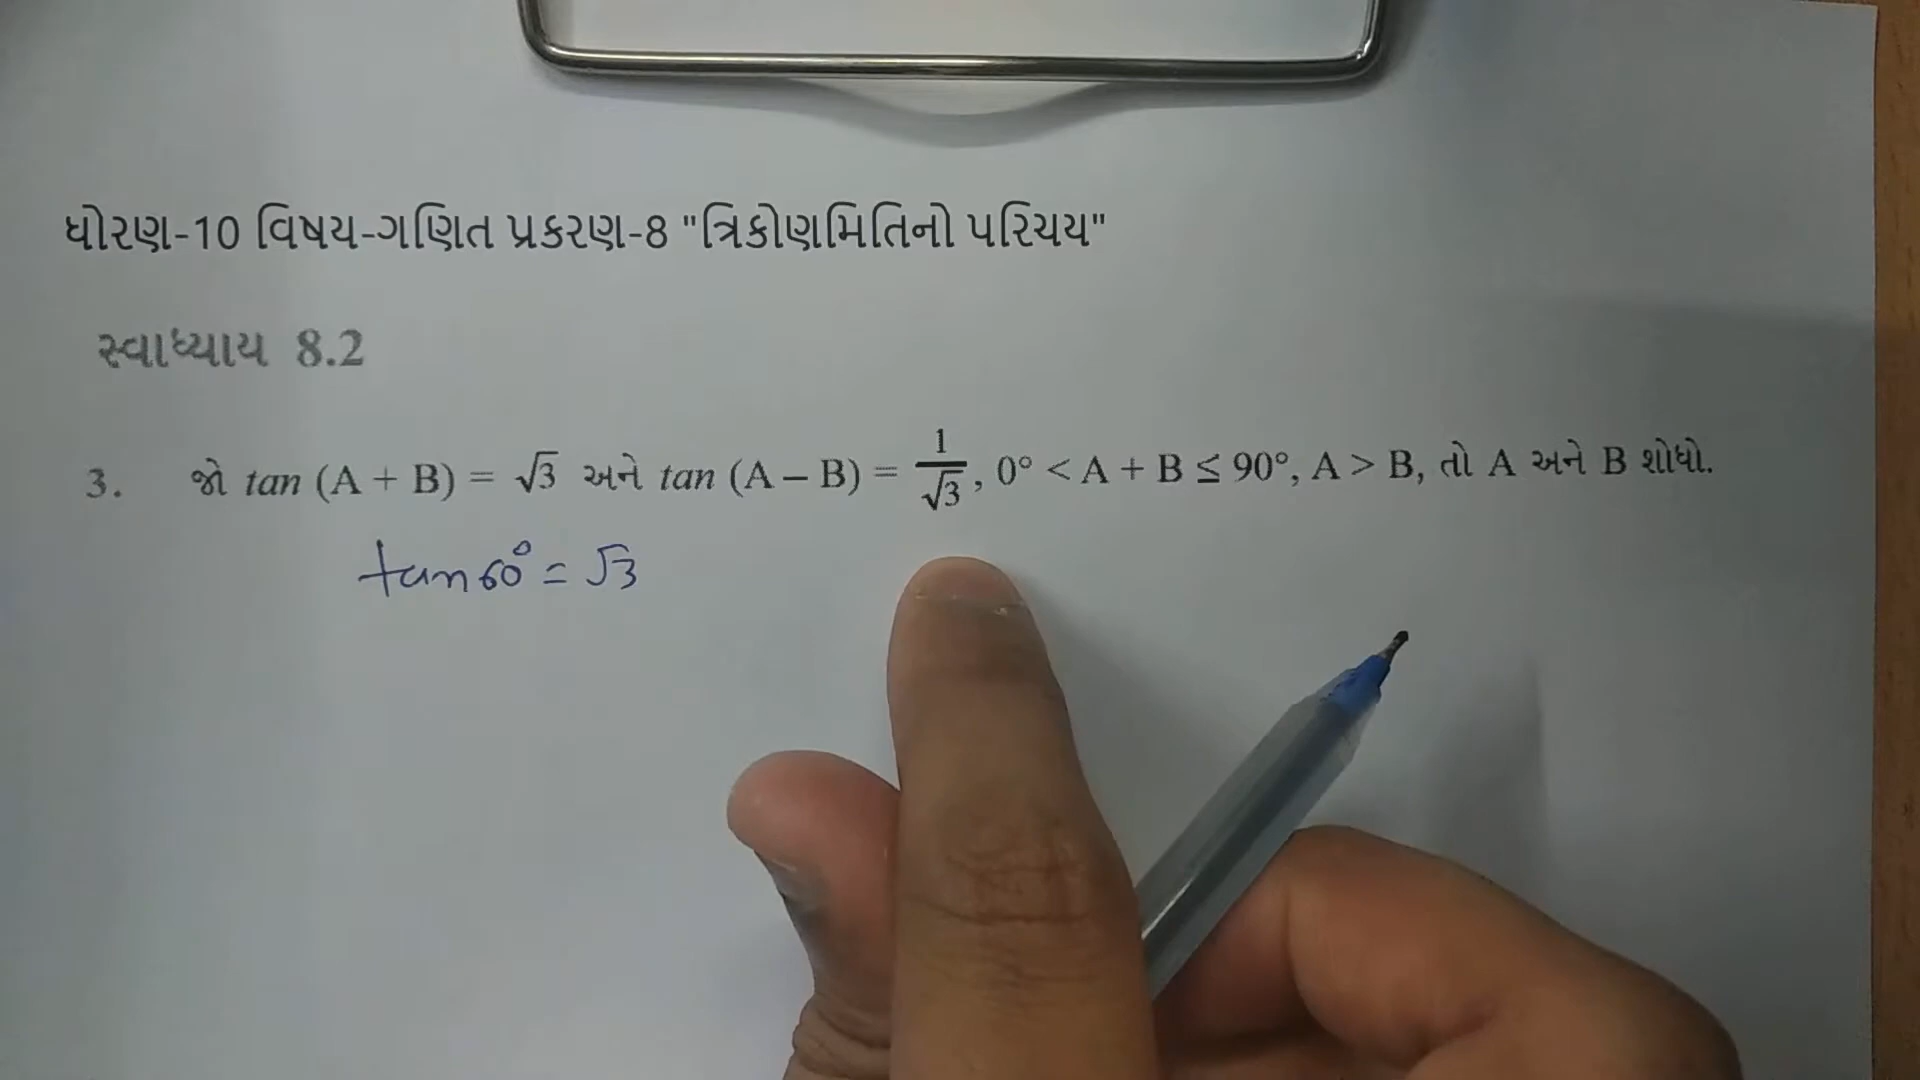 ધોરણ-10 વિષય-ગણિત પ્રકરણ-8 "ત્રિકોણમિતિનો પરિચય"
સ્વાધ્યાય 8.2
3. જો tan (A + B) = √3 અને tan (A – B) = 1/√3, 0° < A + B ≤ 90°, A > B, તો A અને B શોધો.
tan 60° = √3